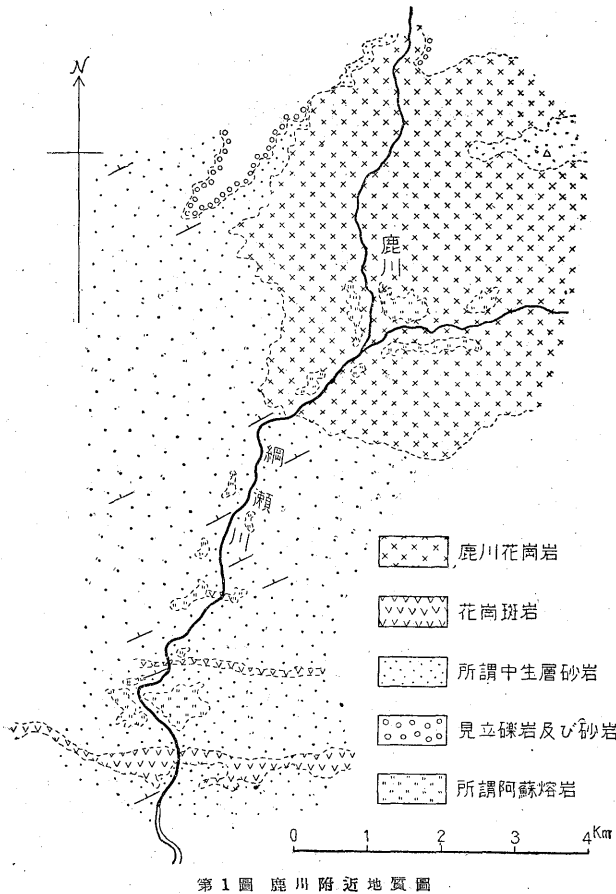 N
鹿川
綱瀬川
鹿川花崗岩
花崗斑岩
所謂中生層砂岩
見立礫岩及び砂岩
所謂阿蘇熔岩
0 1 2 3 4 Km
第1圖 鹿川附近地質圖